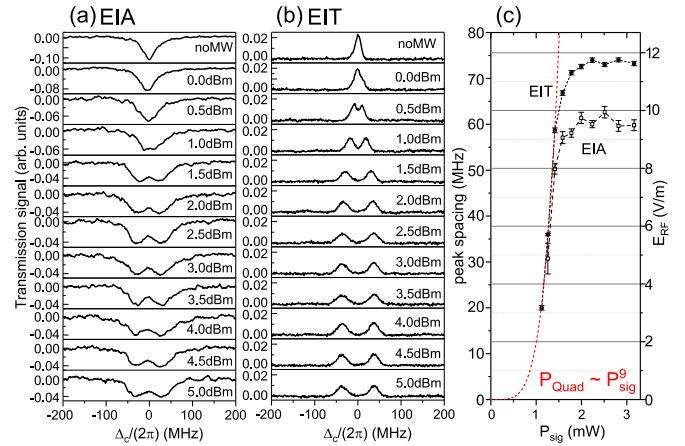 (a) EIA
(b) EIT
(c)
Transmission signal (arb. units)
0.00
-0.10
noMW
0.00
-0.08
0.0dBm
0.00
-0.06
0.5dBm
0.00
-0.06
1.0dBm
0.00
-0.04
1.5dBm
0.00
-0.04
2.0dBm
0.00
-0.04
2.5dBm
0.00
-0.04
3.0dBm
0.00
-0.04
3.5dBm
0.00
-0.04
4.0dBm
0.00
-0.04
4.5dBm
0.00
-0.04
5.0dBm
-200 -100 0 100 200
Δc/(2π) (MHz)
0.02
0.00
noMW
0.02
0.00
0.0dBm
0.02
0.00
0.5dBm
0.02
0.00
1.0dBm
0.02
0.00
1.5dBm
0.02
0.00
2.0dBm
0.02
0.00
2.5dBm
0.02
0.00
3.0dBm
0.02
0.00
3.5dBm
0.02
0.00
4.0dBm
0.02
0.00
4.5dBm
0.02
0.00
5.0dBm
-200 -100 0 100 200
Δc/(2π) (MHz)
peak spacing (MHz)
80
70
60
50
40
30
20
10
0
EIT
EIA
P_Quad ~ P_sig^9
0 1 2 3
P_sig (mW)
12
10
8
6
4
2
0
E_RF (V/m)